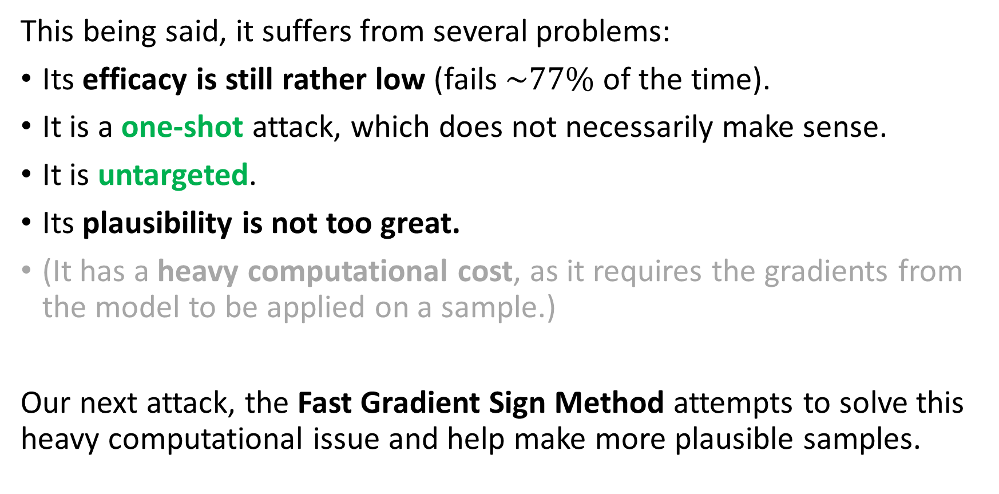 This being said, it suffers from several problems:
• Its efficacy is still rather low (fails ~77% of the time).
• It is a one-shot attack, which does not necessarily make sense.
• It is untargeted.
• Its plausibility is not too great.
• (It has a heavy computational cost, as it requires the gradients from
the model to be applied on a sample.)
Our next attack, the Fast Gradient Sign Method attempts to solve this
heavy computational issue and help make more plausible samples.